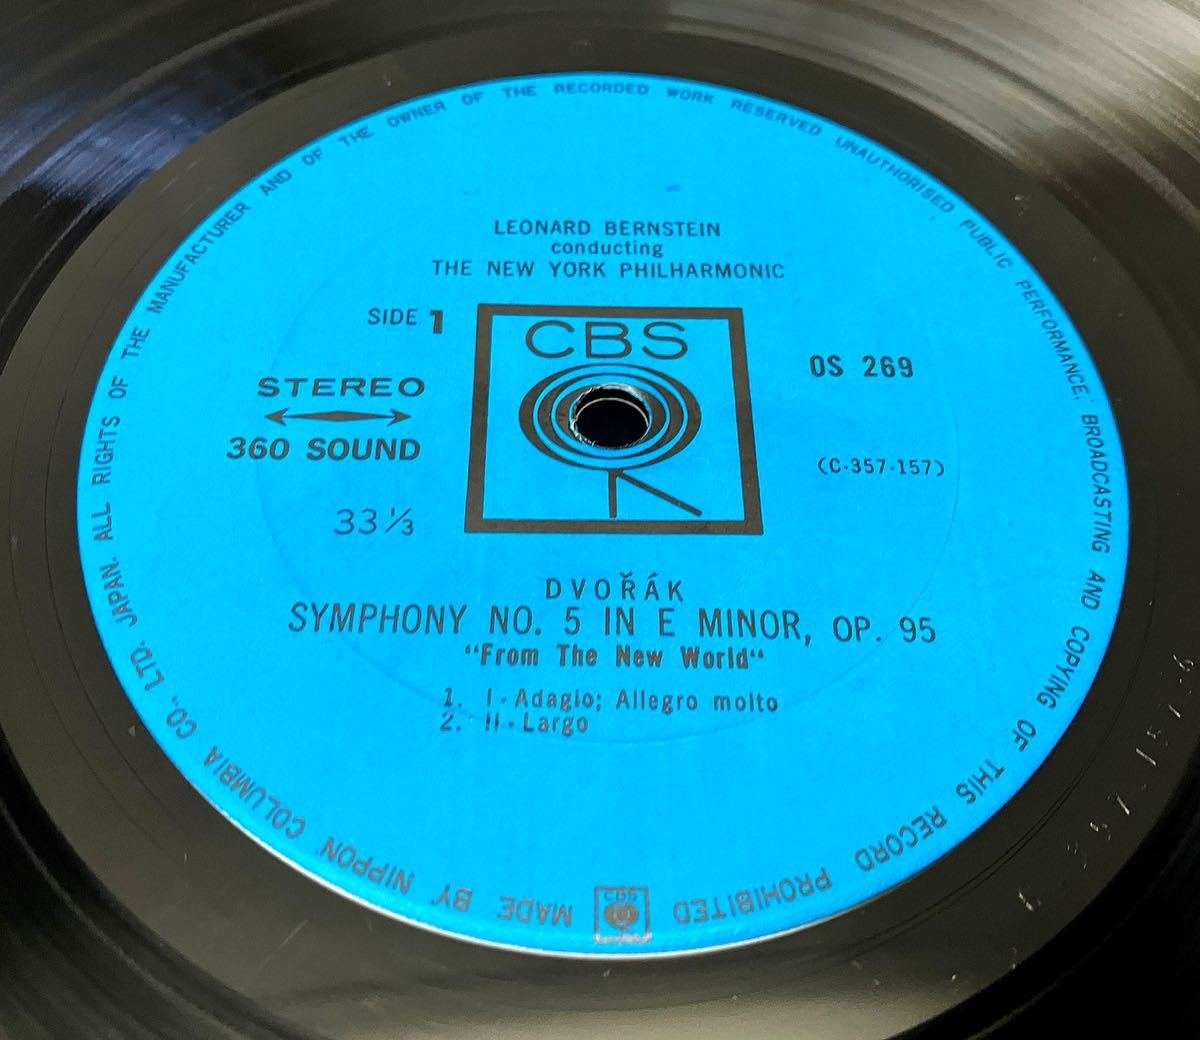 LEONARD BERNSTEIN
conducting
THE NEW YORK PHILHARMONIC
SIDE 1
CBS
OS 269
STEREO
360 SOUND
(C-357-157)
33 1/3
DVOŘÁK
SYMPHONY NO. 5 IN E MINOR, OP. 95
"From The New World"
1. I - Adagio; Allegro molto
2. II - Largo
MADE BY NIPPON COLUMBIA CO., LTD. JAPAN. ALL RIGHTS OF THE MANUFACTURER AND OF THE OWNER OF THE RECORDED WORK RESERVED UNAUTHORISED PUBLIC PERFORMANCE, BROADCASTING AND COPYING OF THIS RECORD PROHIBITED
CBS